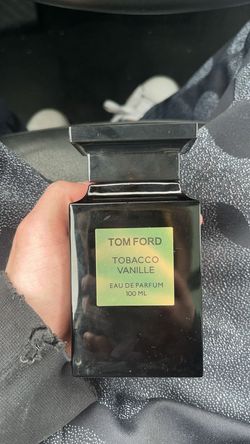 TOM FORD
TOBACCO
VANILLE
EAU DE PARFUM
100 ML